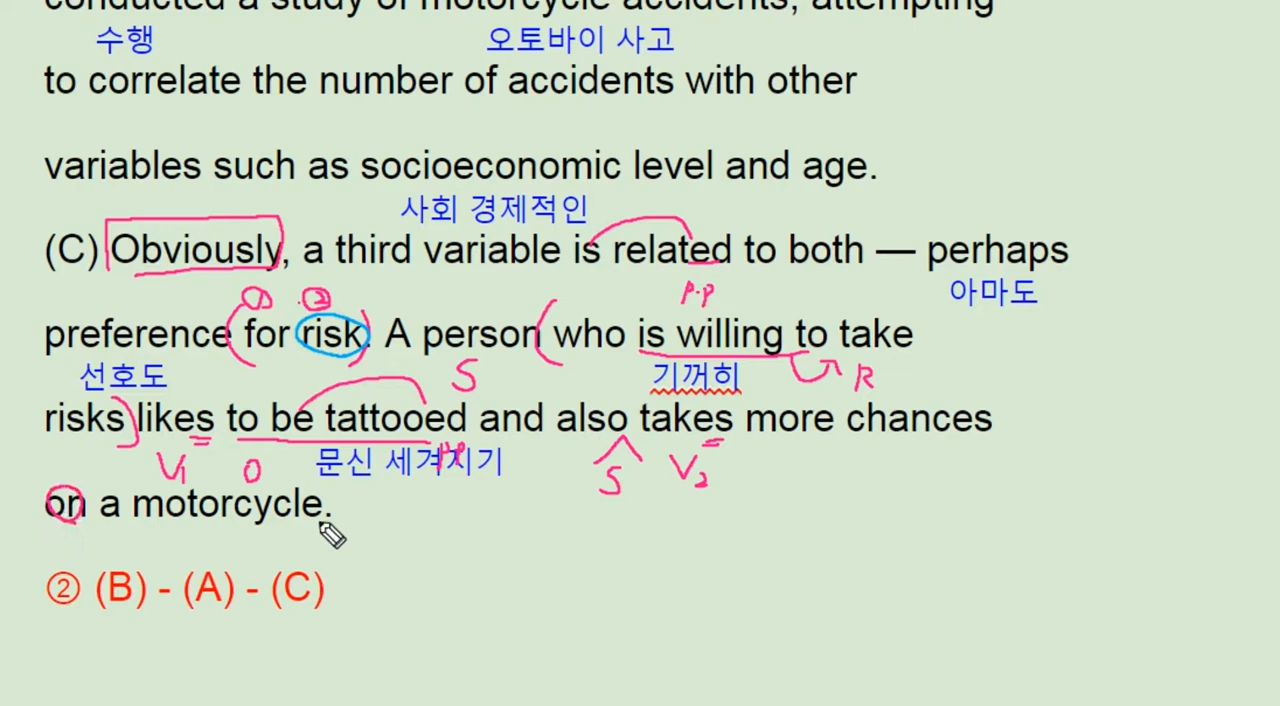 conducted a study of motorcycle accidents, attempting
수행 오토바이 사고
to correlate the number of accidents with other
variables such as socioeconomic level and age.
사회 경제적인
(C) Obviously, a third variable is related to both — perhaps
① ② p.p 아마도
preference for risk. A person who is willing to take
선호도 S 기꺼히 R
risks likes to be tattooed and also takes more chances
V1 O 문신 세겨지기 pp S V2
on a motorcycle.
② (B) - (A) - (C)